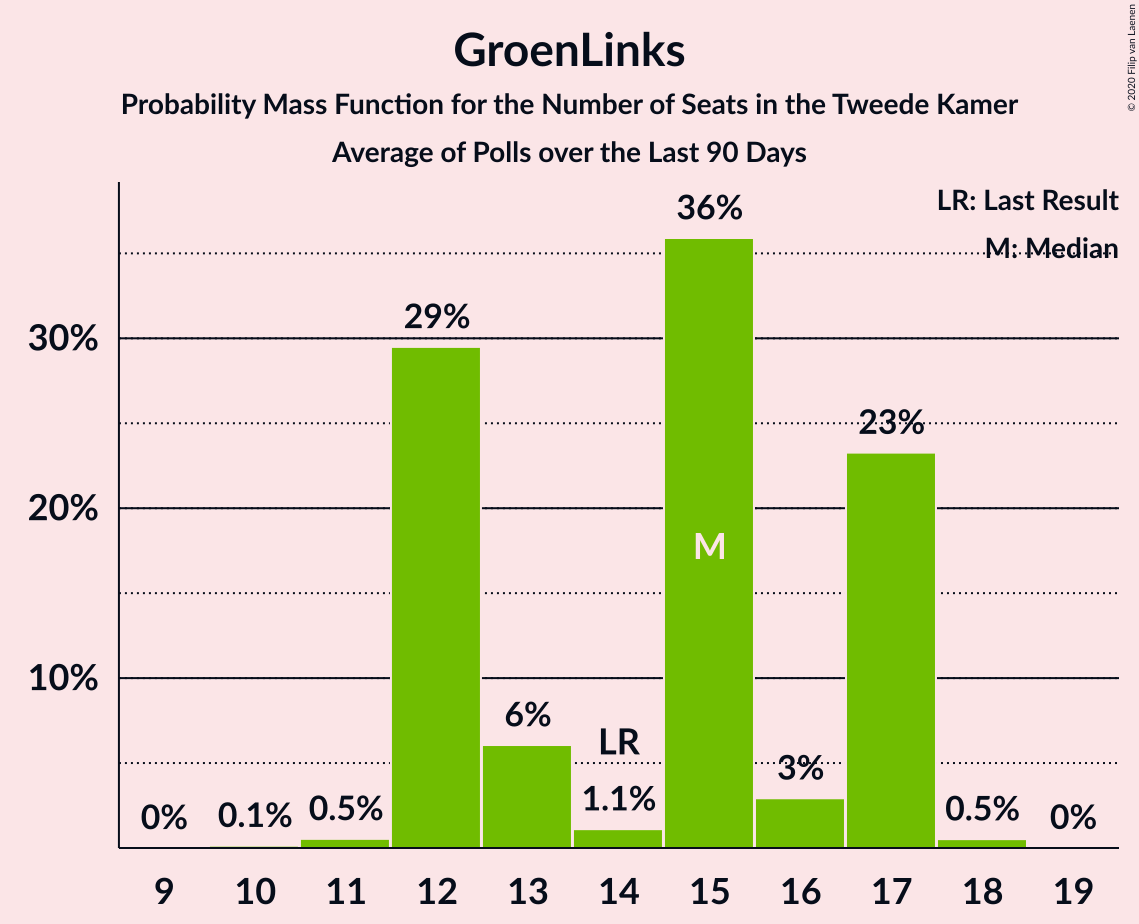 GroenLinks
Probability Mass Function for the Number of Seats in the Tweede Kamer
Average of Polls over the Last 90 Days
© 2020 Filip van Laenen
LR: Last Result
M: Median
30%
20%
10%
0%
0.1%
0.5%
29%
6%
LR
1.1%
36%
M
3%
23%
0.5%
0%
9 10 11 12 13 14 15 16 17 18 19